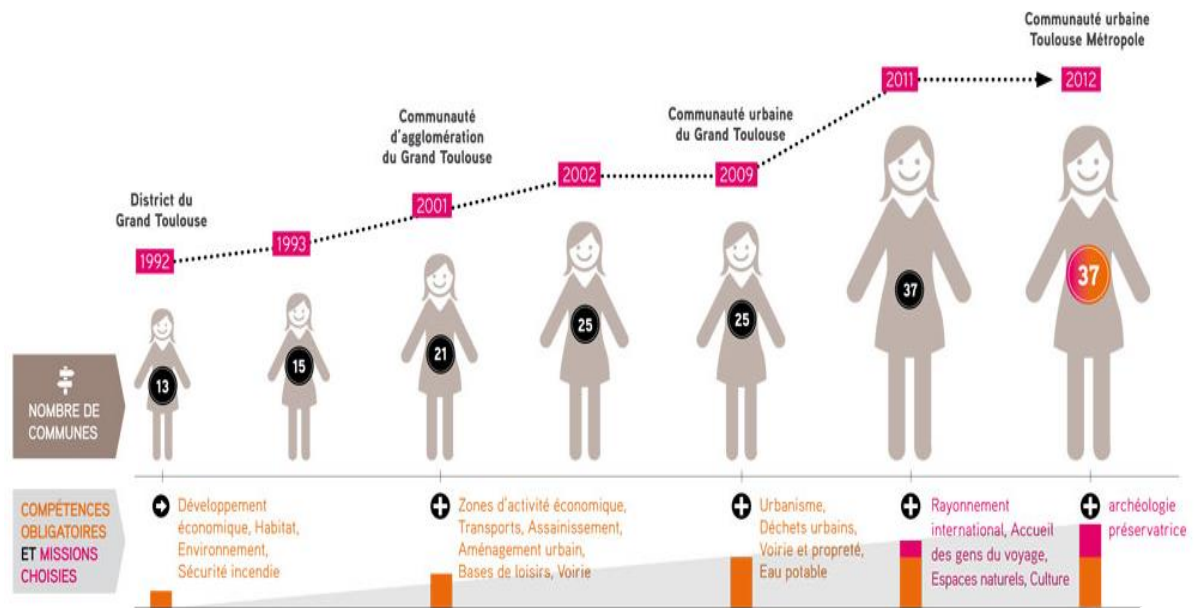 Communauté urbaine
Toulouse Métropole
2011
2012
Communauté
d'agglomération
du Grand Toulouse
Communauté urbaine
du Grand Toulouse
2002
2009
District du
Grand Toulouse
2001
1992
1993
13
15
21
25
25
37
37
NOMBRE DE
COMMUNES
COMPÉTENCES
OBLIGATOIRES
ET MISSIONS
CHOISIES
Développement
économique, Habitat,
Environnement,
Sécurité incendie
Zones d'activité économique,
Transports, Assainissement,
Aménagement urbain,
Bases de loisirs, Voirie
Urbanisme,
Déchets urbains,
Voirie et propreté,
Eau potable
Rayonnement
international, Accueil
des gens du voyage,
Espaces naturels, Culture
archéologie
préservatrice